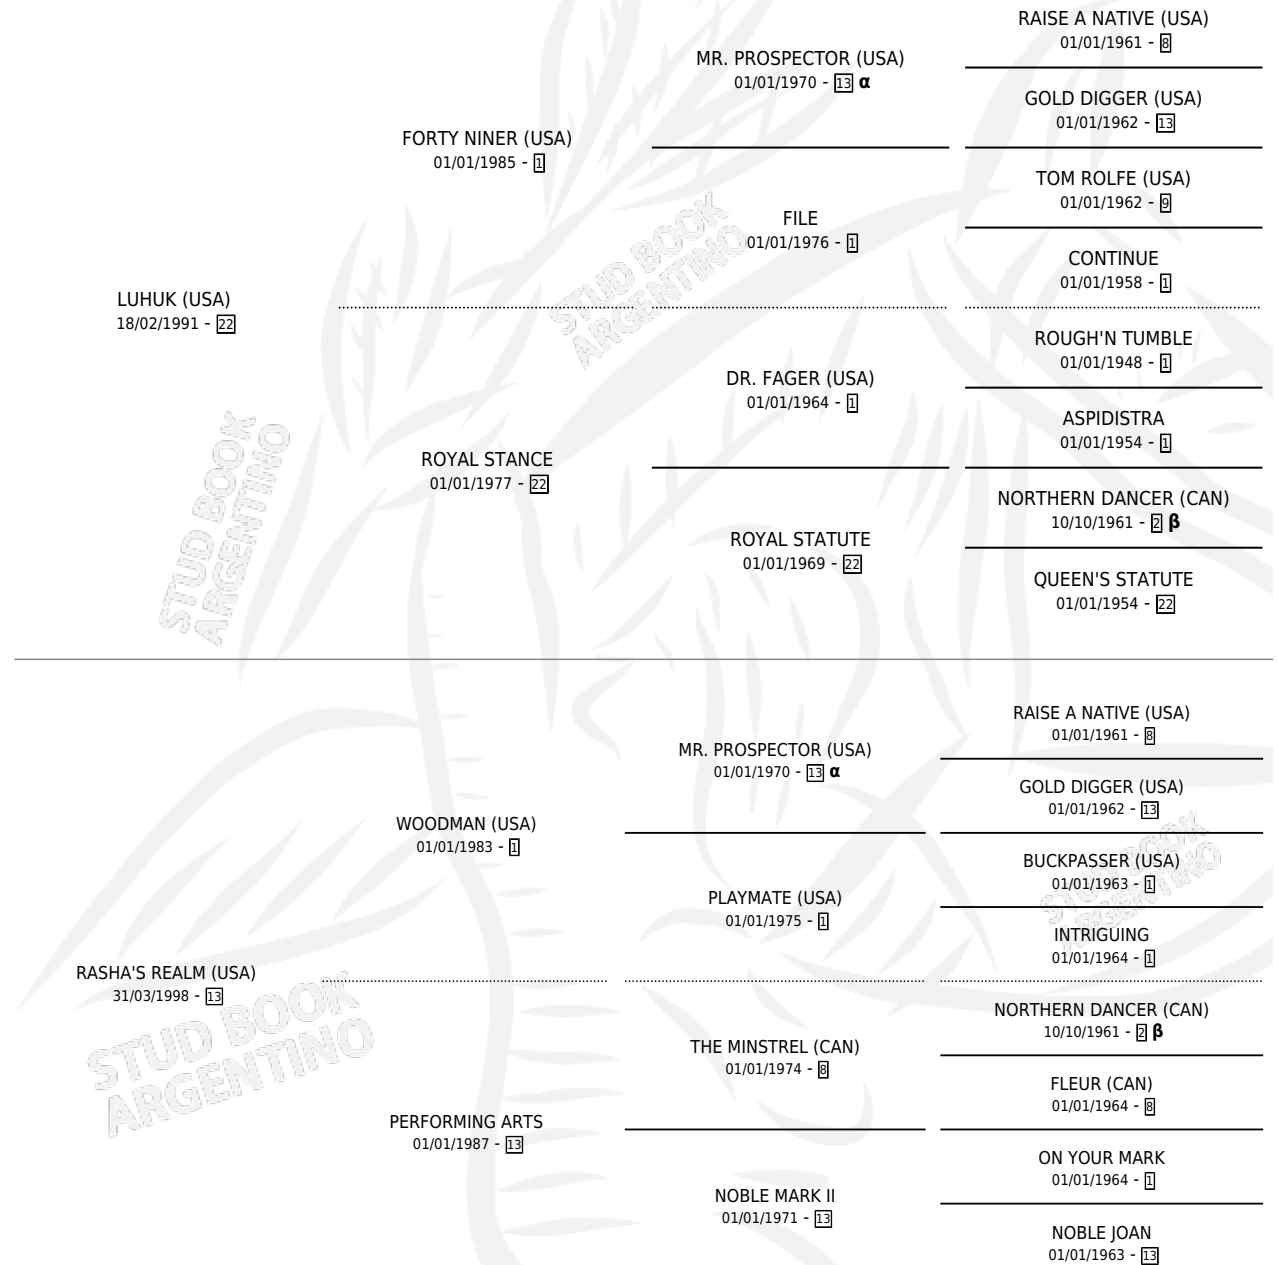 RAISE A NATIVE (USA)
01/01/1961 - 8
MR. PROSPECTOR (USA)
01/01/1970 - 13 α
GOLD DIGGER (USA)
01/01/1962 - 13
FORTY NINER (USA)
01/01/1985 - 1
TOM ROLFE (USA)
01/01/1962 - 9
FILE
01/01/1976 - 1
CONTINUE
01/01/1958 - 1
LUHUK (USA)
18/02/1991 - 22
ROUGH'N TUMBLE
01/01/1948 - 1
DR. FAGER (USA)
01/01/1964 - 1
ASPIDISTRA
01/01/1954 - 1
ROYAL STANCE
01/01/1977 - 22
NORTHERN DANCER (CAN)
10/10/1961 - 2 β
ROYAL STATUTE
01/01/1969 - 22
QUEEN'S STATUTE
01/01/1954 - 22
RAISE A NATIVE (USA)
01/01/1961 - 8
MR. PROSPECTOR (USA)
01/01/1970 - 13 α
GOLD DIGGER (USA)
01/01/1962 - 13
WOODMAN (USA)
01/01/1983 - 1
BUCKPASSER (USA)
01/01/1963 - 1
PLAYMATE (USA)
01/01/1975 - 1
INTRIGUING
01/01/1964 - 1
RASHA'S REALM (USA)
31/03/1998 - 13
NORTHERN DANCER (CAN)
10/10/1961 - 2 β
THE MINSTREL (CAN)
01/01/1974 - 8
FLEUR (CAN)
01/01/1964 - 8
PERFORMING ARTS
01/01/1987 - 13
ON YOUR MARK
01/01/1964 - 1
NOBLE MARK II
01/01/1971 - 13
NOBLE JOAN
01/01/1963 - 13
STUD BOOK
ARGENTINO
STUD BOOK
ARGENTINO
STUD BOOK
ARGENTINO
STUD BOOK
ARGENTINO